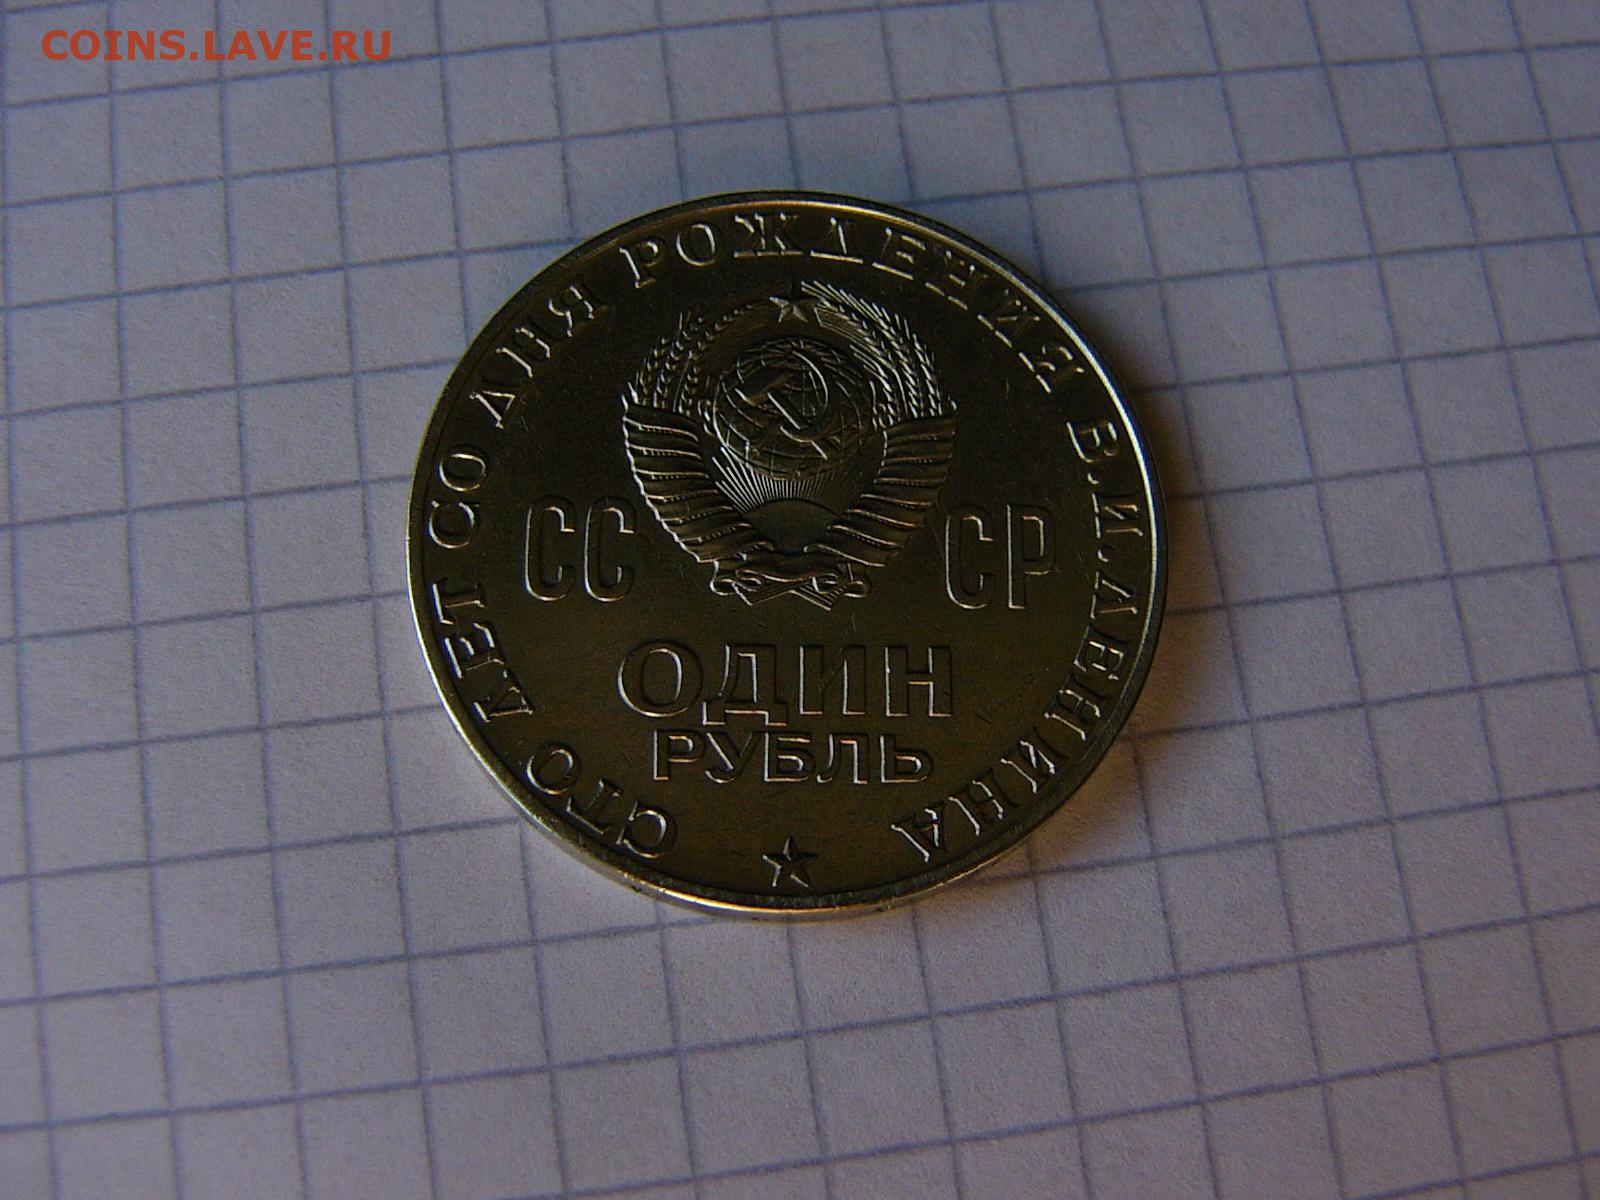 COINS.LAVE.RU
СТО ЛЕТ СО ДНЯ РОЖДЕНИЯ В.И.ЛЕНИНА
СС СР
ОДИН
РУБЛЬ